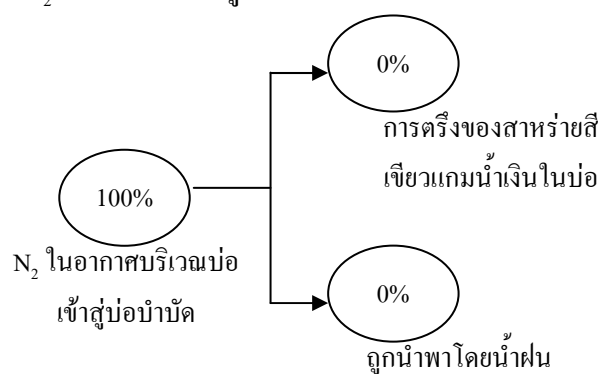 0%
การตรึงของสาหร่ายสี
เขียวแกมน้ำเงินในบ่อ
100%
N₂ ในอากาศบริเวณบ่อ
เข้าสู่บ่อบำบัด
0%
ถูกนำพาโดยน้ำฝน